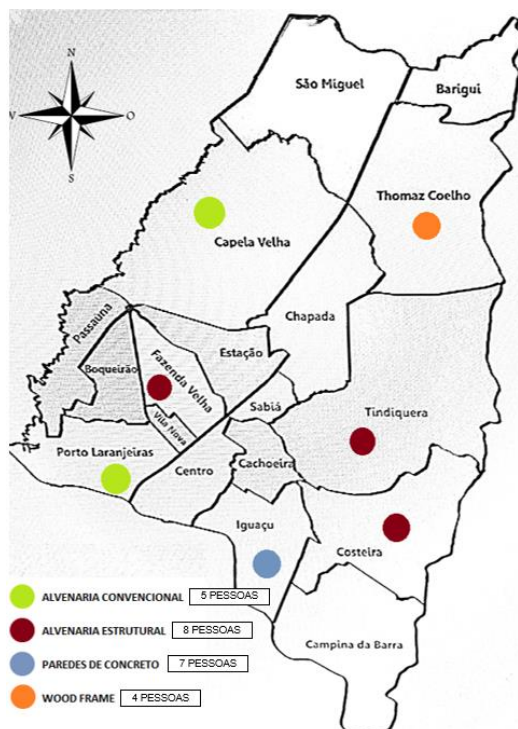 N
O
S
São Miguel
Barigui
Thomaz Coelho
Capela Velha
Chapada
Passaúna
Estação
Boqueirão
Fazenda Velha
Sabiá
Tindiquera
Vila Nova
Porto Laranjeiras
Centro
Cachoeira
Iguaçu
Costeira
Campina da Barra
ALVENARIA CONVENCIONAL 5 PESSOAS
ALVENARIA ESTRUTURAL 8 PESSOAS
PAREDES DE CONCRETO 7 PESSOAS
WOOD FRAME 4 PESSOAS